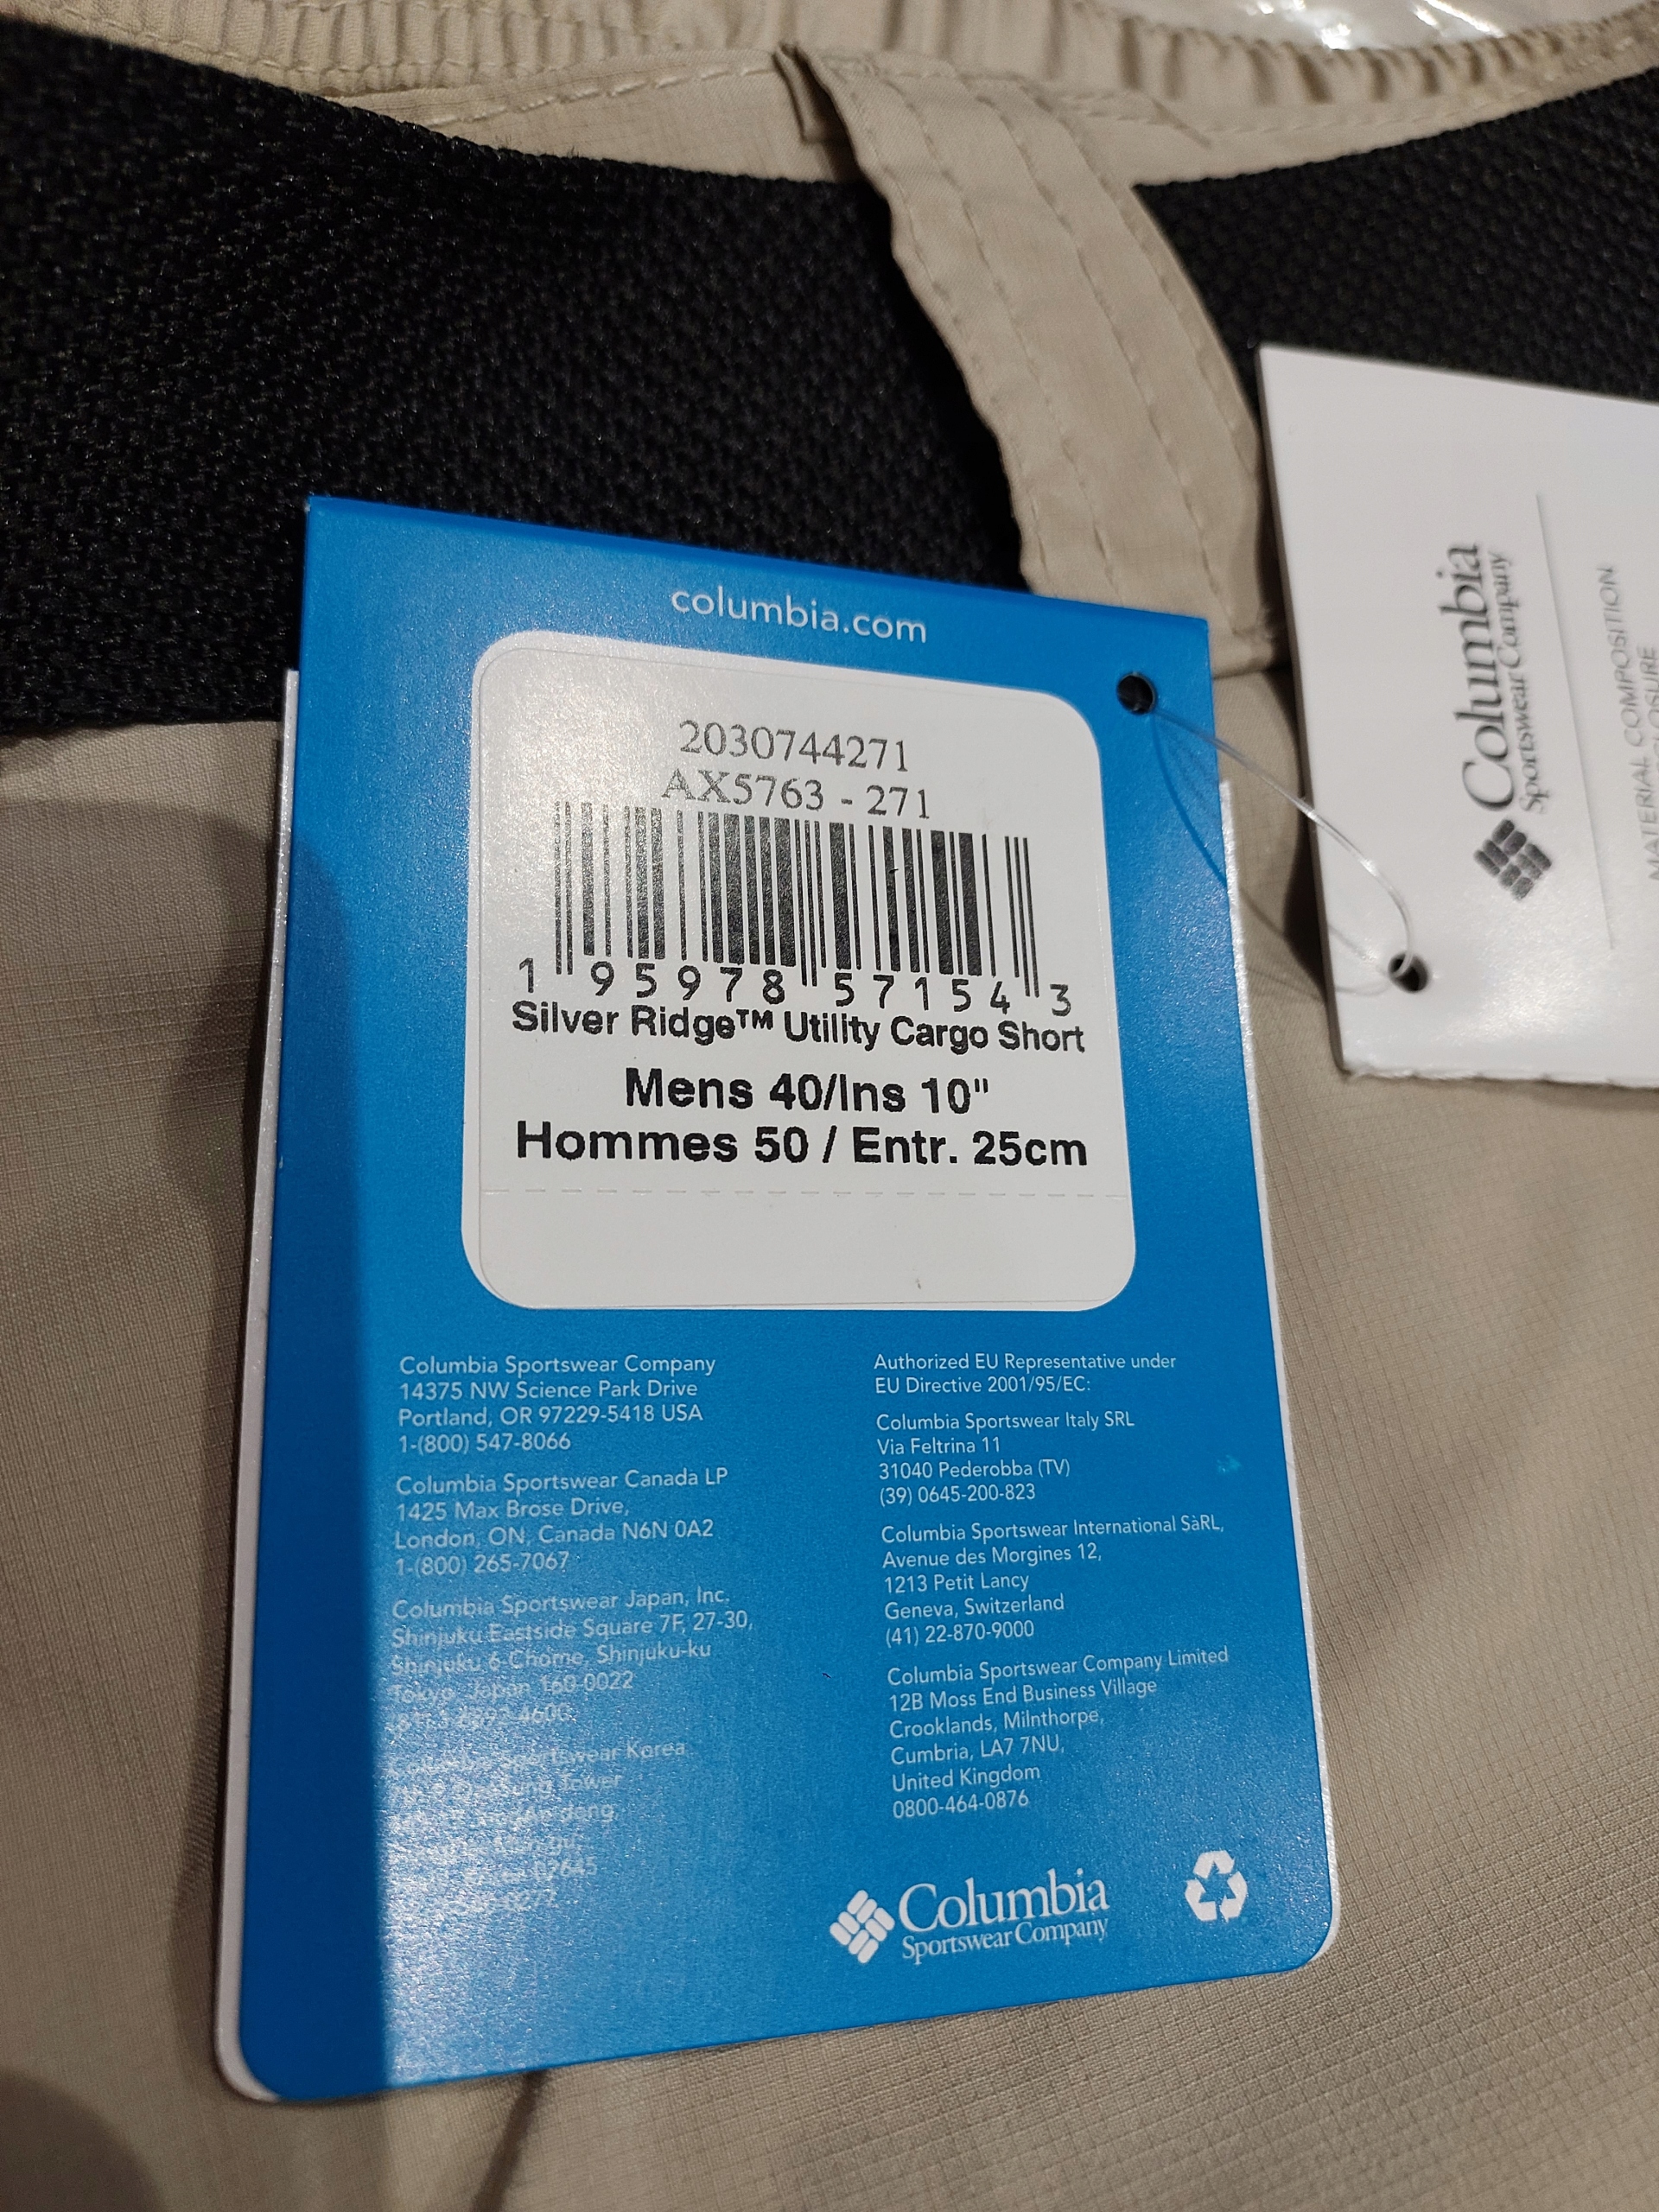 columbia.com
2030744271
AX5763 - 271
1 95978 57154 3
Silver Ridge™ Utility Cargo Short
Mens 40/Ins 10"
Hommes 50 / Entr. 25cm
Columbia Sportswear Company
14375 NW Science Park Drive
Portland, OR 97229-5418 USA
1-(800) 547-8066
Columbia Sportswear Canada LP
1425 Max Brose Drive,
London, ON, Canada N6N 0A2
1-(800) 265-7067
Columbia Sportswear Japan, Inc.
Shinjuku Eastside Square 7F, 27-30,
Shinjuku 6-Chome, Shinjuku-ku
Tokyo, Japan 160-0022
Sportswear Korea
Tower
02645
Authorized EU Representative under
EU Directive 2001/95/EC:
Columbia Sportswear Italy SRL
Via Feltrina 11
31040 Pederobba (TV)
(39) 0645-200-823
Columbia Sportswear International SàRL,
Avenue des Morgines 12,
1213 Petit Lancy
Geneva, Switzerland
(41) 22-870-9000
Columbia Sportswear Company Limited
12B Moss End Business Village
Crooklands, Milnthorpe,
Cumbria, LA7 7NU,
United Kingdom
0800-464-0876
Columbia
Sportswear Company
Columbia
Sportswear Company
MATERIAL COMPOSITION